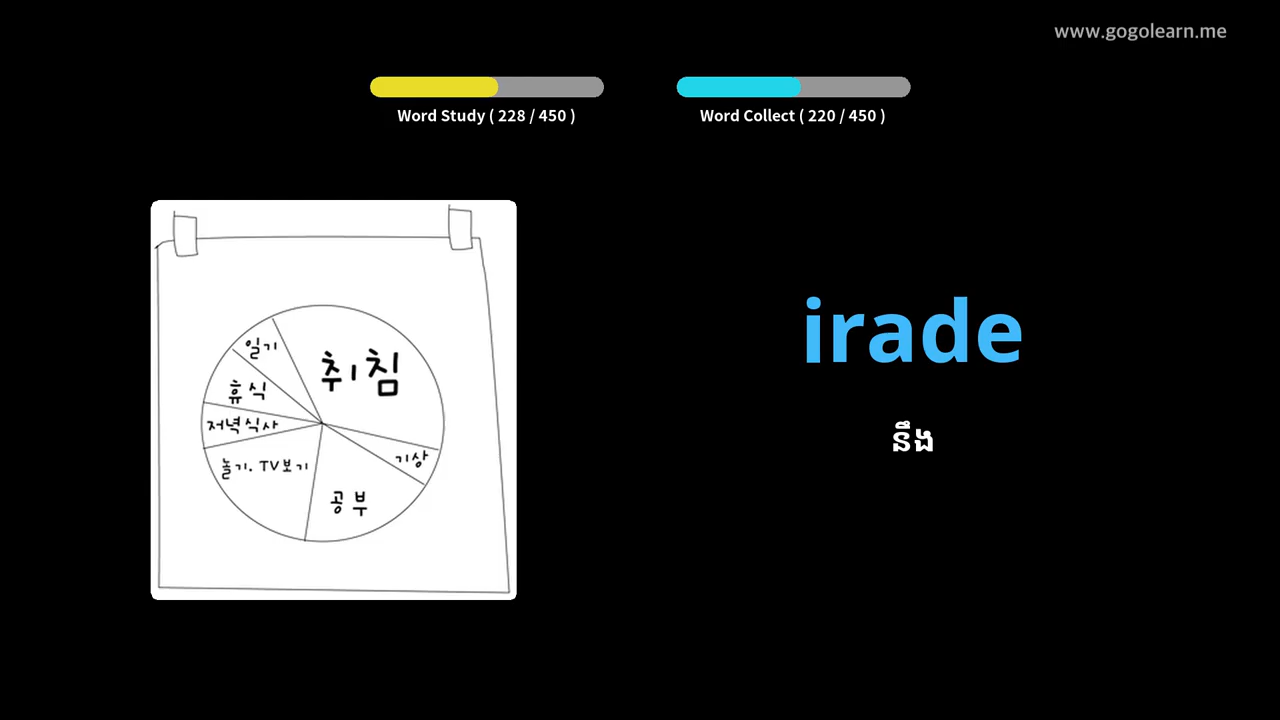 www.gogolearn.me
Word Study ( 228 / 450 )
Word Collect ( 220 / 450 )
일기
취침
휴식
저녁식사
놀기. TV보기
기상
공부
irade
នឹង